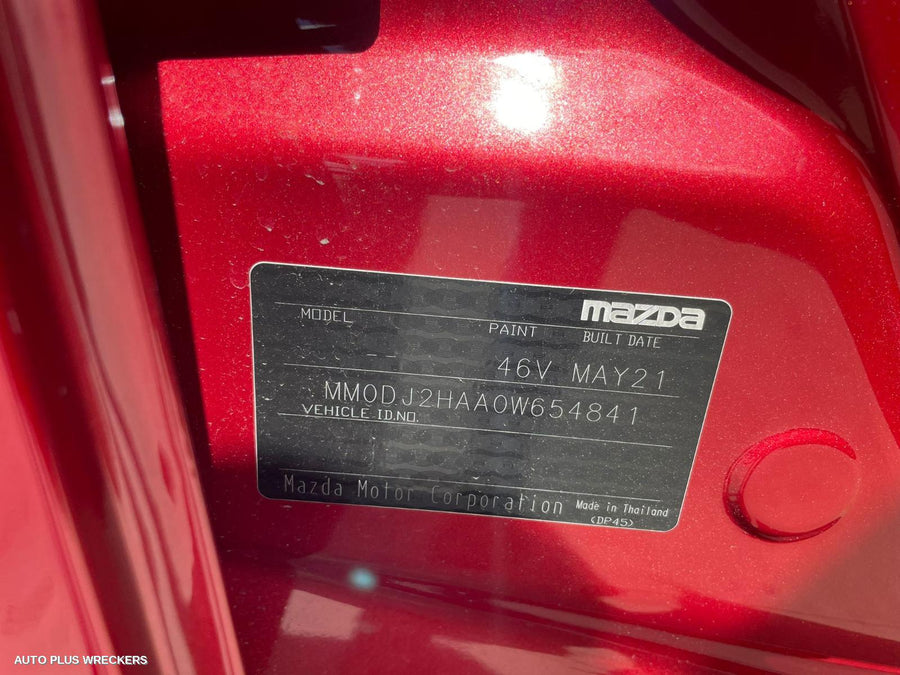 mazda
MODEL PAINT BUILT DATE
46V MAY21
MM0DJ2HAA0W654841
VEHICLE ID.NO.
Mazda Motor Corporation Made in Thailand
(DP45)
AUTO PLUS WRECKERS